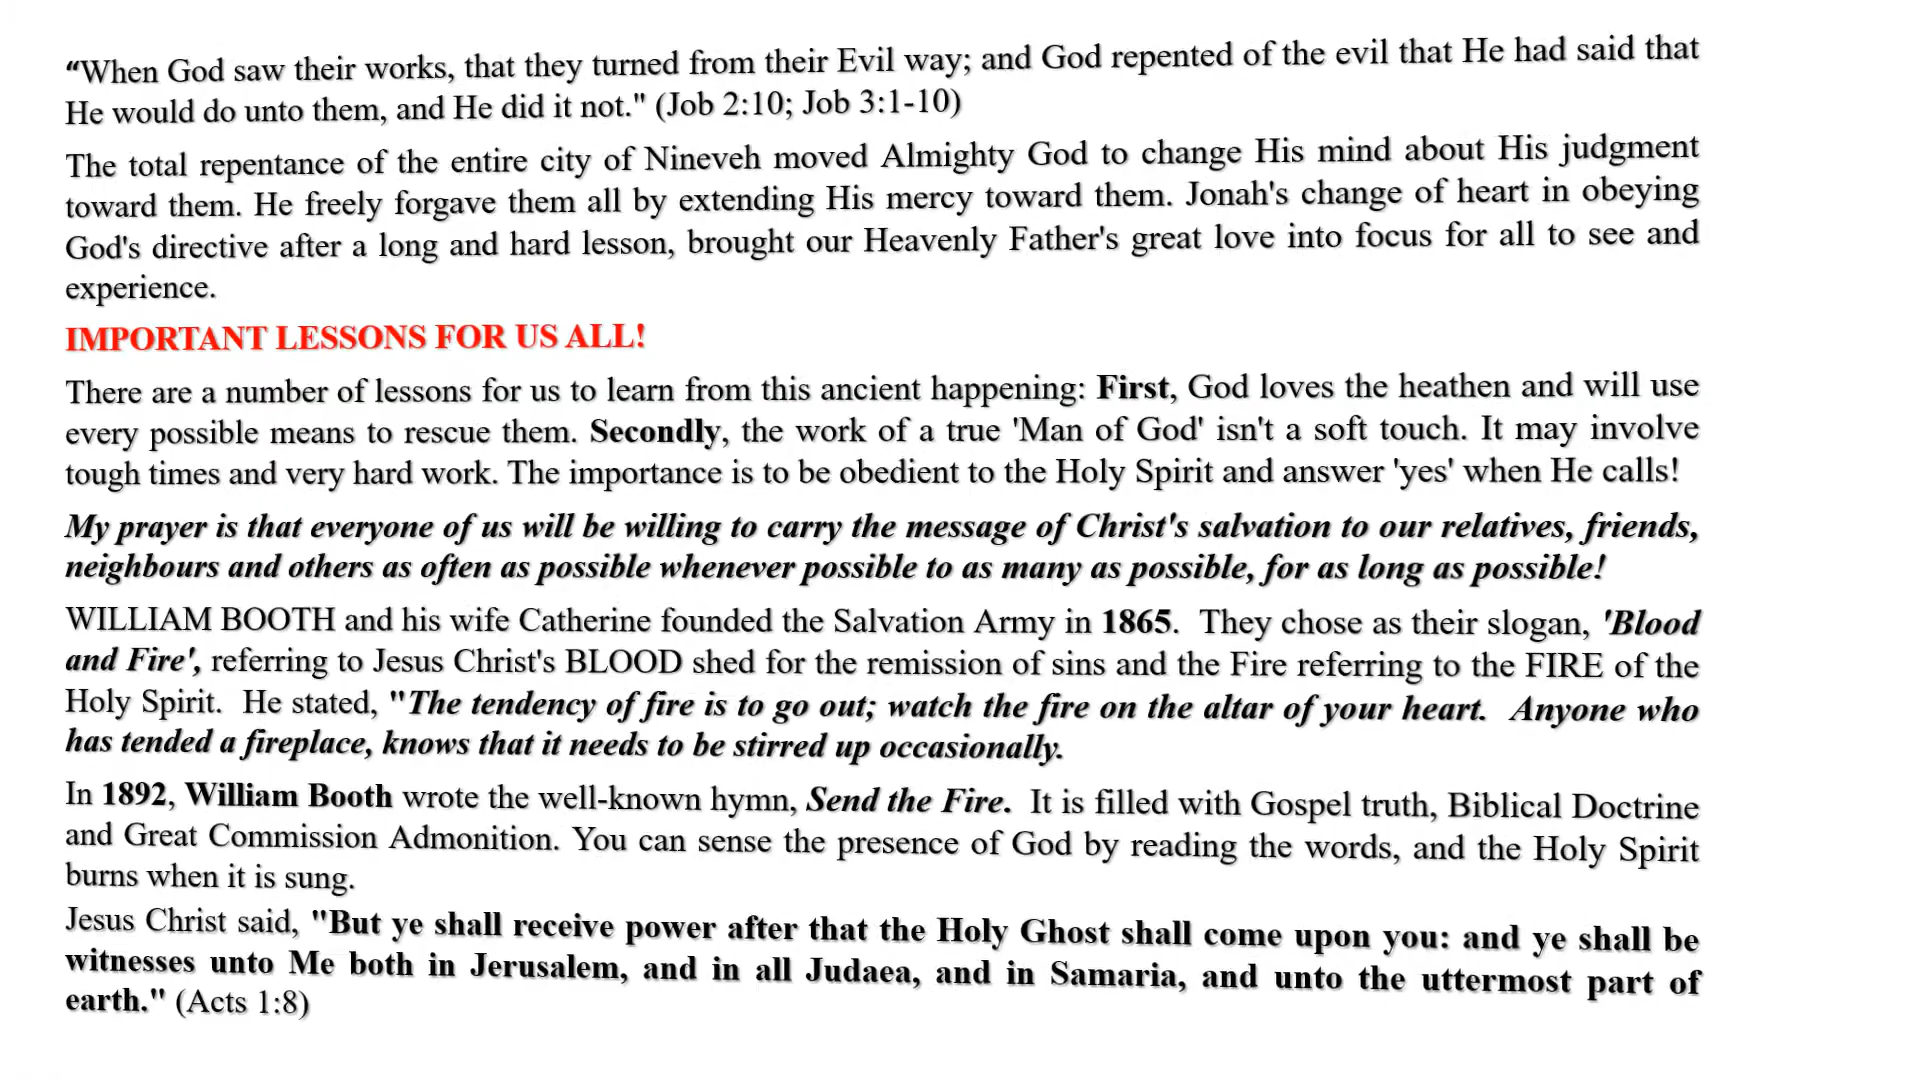 “When God saw their works, that they turned from their Evil way; and God repented of the evil that He had said that
He would do unto them, and He did it not." (Job 2:10; Job 3:1-10)
The total repentance of the entire city of Nineveh moved Almighty God to change His mind about His judgment
toward them. He freely forgave them all by extending His mercy toward them. Jonah's change of heart in obeying
God's directive after a long and hard lesson, brought our Heavenly Father's great love into focus for all to see and
experience.
IMPORTANT LESSONS FOR US ALL!
There are a number of lessons for us to learn from this ancient happening: First, God loves the heathen and will use
every possible means to rescue them. Secondly, the work of a true 'Man of God' isn't a soft touch. It may involve
tough times and very hard work. The importance is to be obedient to the Holy Spirit and answer 'yes' when He calls!
My prayer is that everyone of us will be willing to carry the message of Christ's salvation to our relatives, friends,
neighbours and others as often as possible whenever possible to as many as possible, for as long as possible!
WILLIAM BOOTH and his wife Catherine founded the Salvation Army in 1865.  They chose as their slogan, 'Blood
and Fire', referring to Jesus Christ's BLOOD shed for the remission of sins and the Fire referring to the FIRE of the
Holy Spirit.  He stated, "The tendency of fire is to go out; watch the fire on the altar of your heart.  Anyone who
has tended a fireplace, knows that it needs to be stirred up occasionally.
In 1892, William Booth wrote the well-known hymn, Send the Fire.  It is filled with Gospel truth, Biblical Doctrine
and Great Commission Admonition. You can sense the presence of God by reading the words, and the Holy Spirit
burns when it is sung.
Jesus Christ said, "But ye shall receive power after that the Holy Ghost shall come upon you: and ye shall be
witnesses unto Me both in Jerusalem, and in all Judaea, and in Samaria, and unto the uttermost part of
earth." (Acts 1:8)